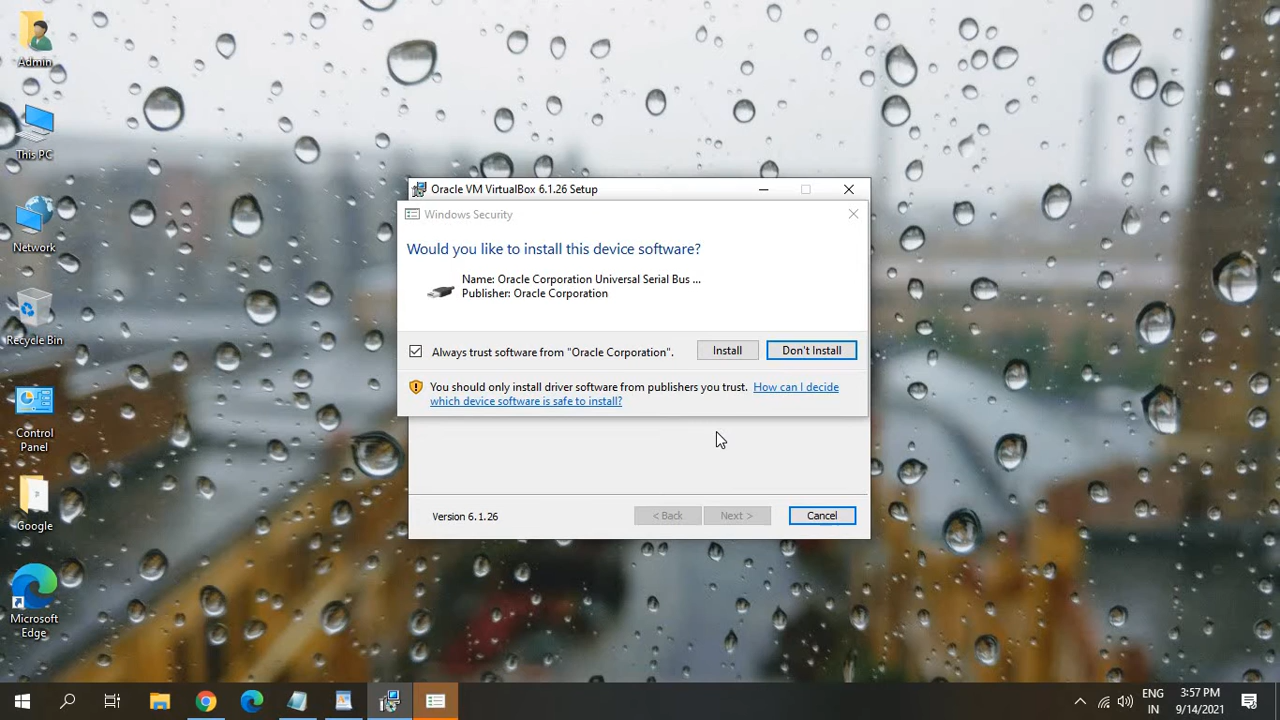 Admin
This PC
Network
Recycle Bin
Control
Panel
Google
Microsoft
Edge
Oracle VM VirtualBox 6.1.26 Setup
Windows Security
Would you like to install this device software?
Name: Oracle Corporation Universal Serial Bus ...
Publisher: Oracle Corporation
Always trust software from "Oracle Corporation".
Install
Don't Install
You should only install driver software from publishers you trust. How can I decide
which device software is safe to install?
Version 6.1.26
< Back
Next >
Cancel
ENG
IN
3:57 PM
9/14/2021